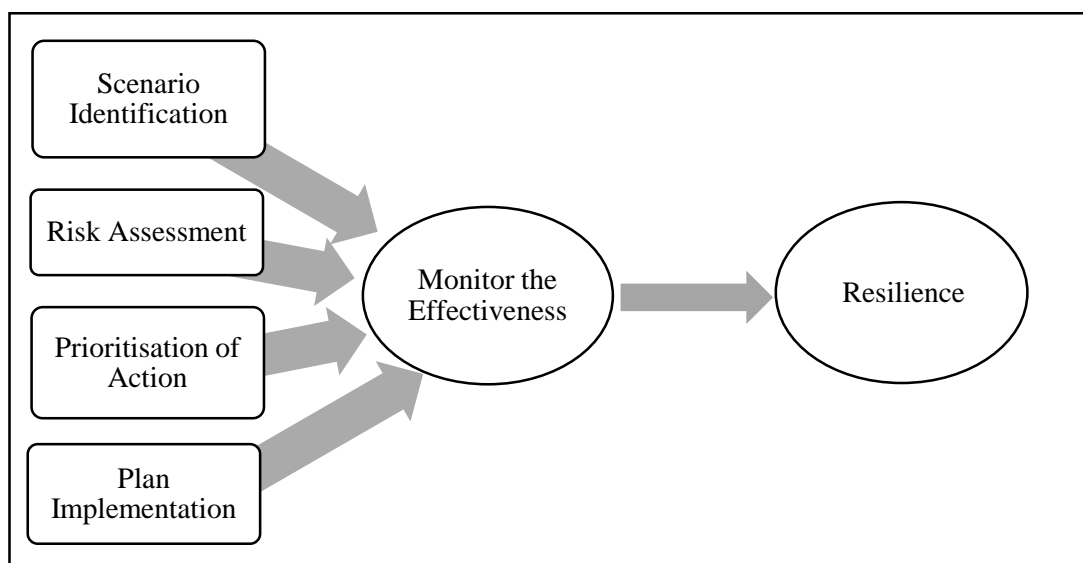 Scenario
Identification
Risk Assessment
Prioritisation of
Action
Plan
Implementation
Monitor the
Effectiveness
Resilience